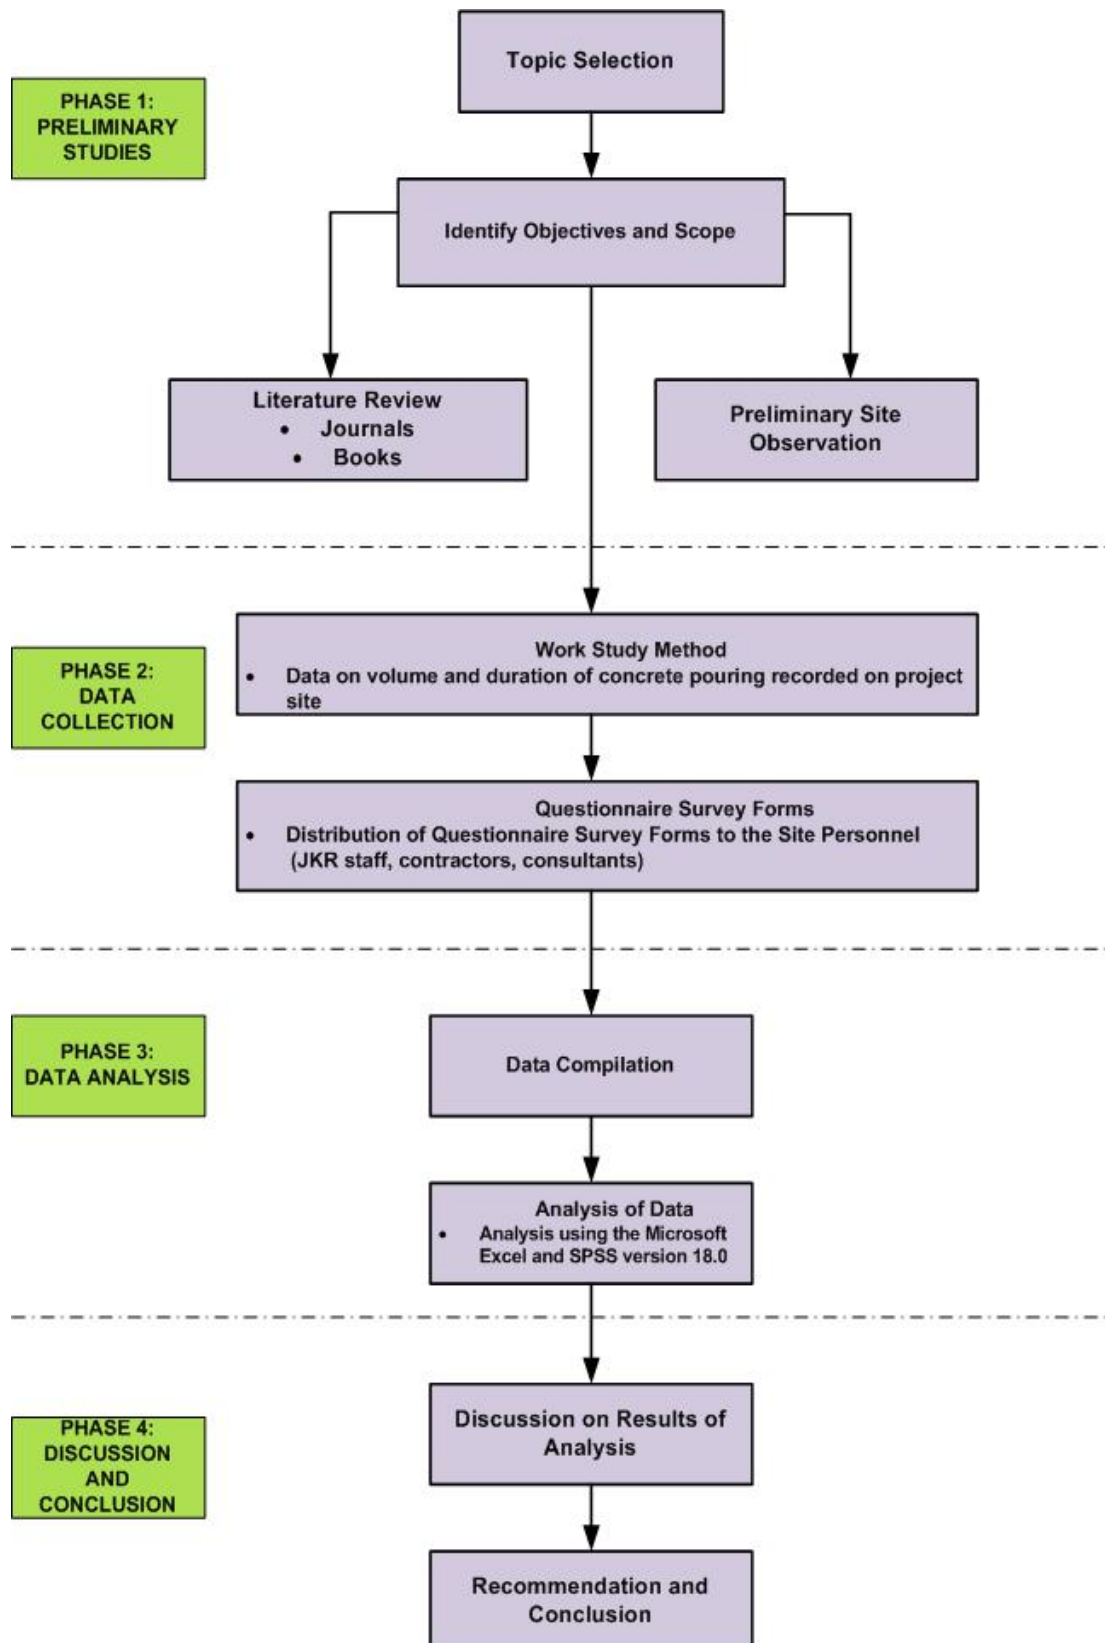 Topic Selection
PHASE 1:
PRELIMINARY
STUDIES
Identify Objectives and Scope
Literature Review
• Journals
• Books
Preliminary Site
Observation
PHASE 2:
DATA
COLLECTION
Work Study Method
• Data on volume and duration of concrete pouring recorded on project
site
Questionnaire Survey Forms
• Distribution of Questionnaire Survey Forms to the Site Personnel
(JKR staff, contractors, consultants)
PHASE 3:
DATA ANALYSIS
Data Compilation
Analysis of Data
• Analysis using the Microsoft
Excel and SPSS version 18.0
PHASE 4:
DISCUSSION
AND
CONCLUSION
Discussion on Results of
Analysis
Recommendation and
Conclusion